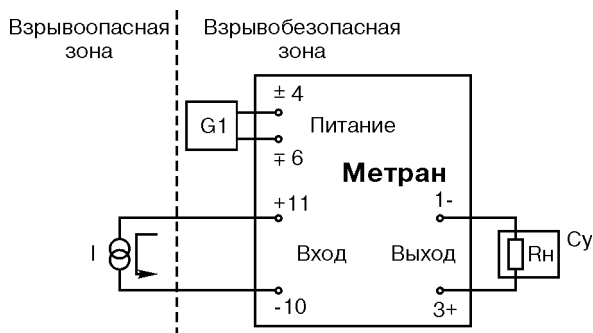 Взрывоопасная
зона
Взрывобезопасная
зона
± 4
G1
Питание
∓ 6
Метран
+11
1-
I
Вход
Выход
Rн
Су
-10
3+